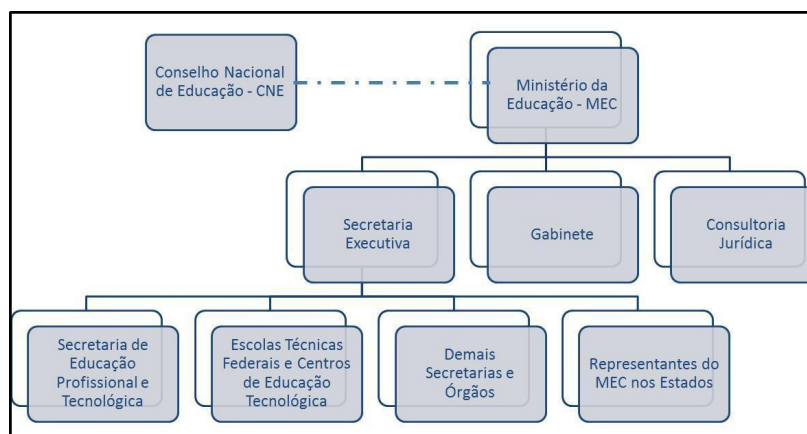 Conselho Nacional
de Educação - CNE
Ministério da
Educação - MEC
Secretaria
Executiva
Gabinete
Consultoria
Jurídica
Secretaria de
Educação
Profissional e
Tecnológica
Escolas Técnicas
Federais e Centros
de Educação
Tecnológica
Demais
Secretarias e
Órgãos
Representantes do
MEC nos Estados